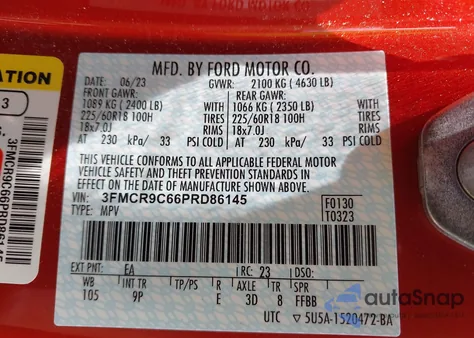 ATION
3
3FMCR9C66PRD86145
MFD. BY FORD MOTOR CO.
DATE: 06/23 GVWR: 2100 KG ( 4630 LB)
FRONT GAWR: REAR GAWR:
1089 KG ( 2400 LB) 1066 KG ( 2350 LB)
225/60R18 100H TIRES 225/60R18 100H
18x7.0J RIMS 18x7.0J RIMS
AT 230 kPa/ 33 PSI COLD AT 230 kPa/ 33 PSI COLD
THIS VEHICLE CONFORMS TO ALL APPLICABLE FEDERAL MOTOR
VEHICLE SAFETY AND THEFT PREVENTION STANDARDS IN EFFECT ON THE
DATE OF MANUFACTURE SHOWN ABOVE.
VIN: 3FMCR9C66PRD86145 F0130
TYPE: MPV T0323
EXT PNT: EA RC: 23 DSO:
WB INT TR TP/PS R AXLE TR SPR
105 9P E 3D 8 FFBB
UTC ▽ 5U5A-1520472-BA
autoSnap